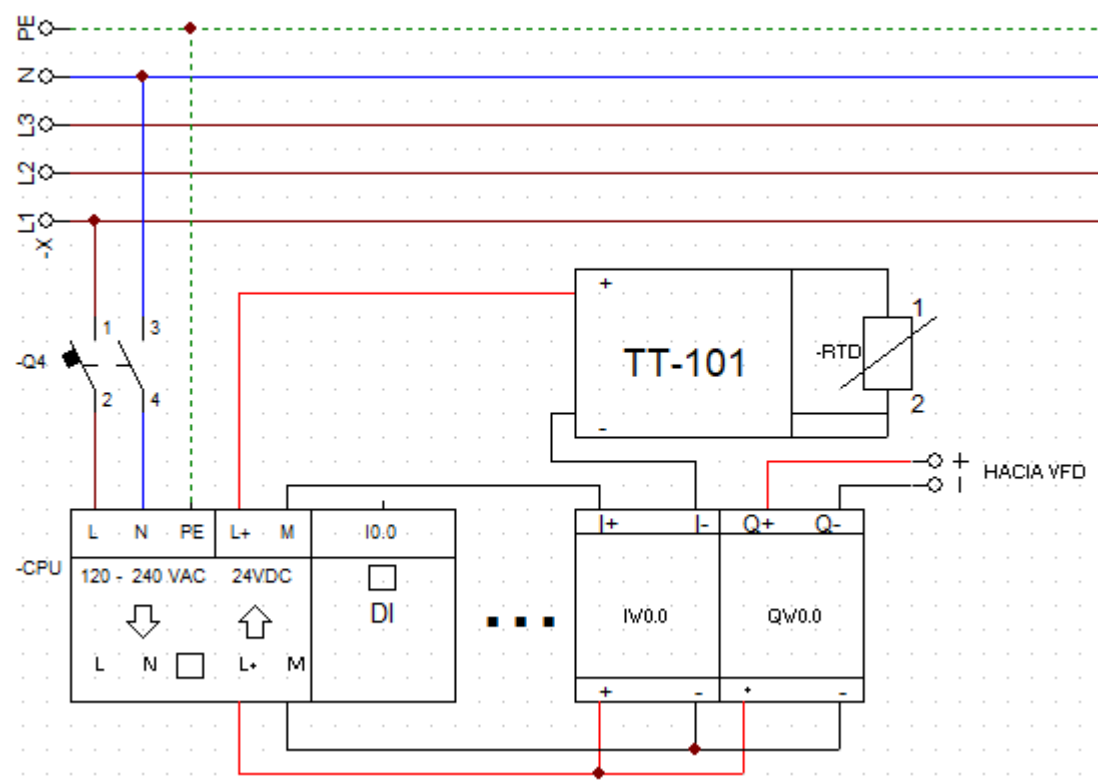 PE
N
L3
L2
L1
-X
+
1
TT-101
-RTD
1 3
-Q4
2 4
2
-
+
HACIA VFD
I
L N PE L+ M I0.0 I+ I- Q+ Q-
-CPU
120 - 240 VAC 24VDC
DI
IW0.0 QW0.0
...
L N L+ M
+ - * -